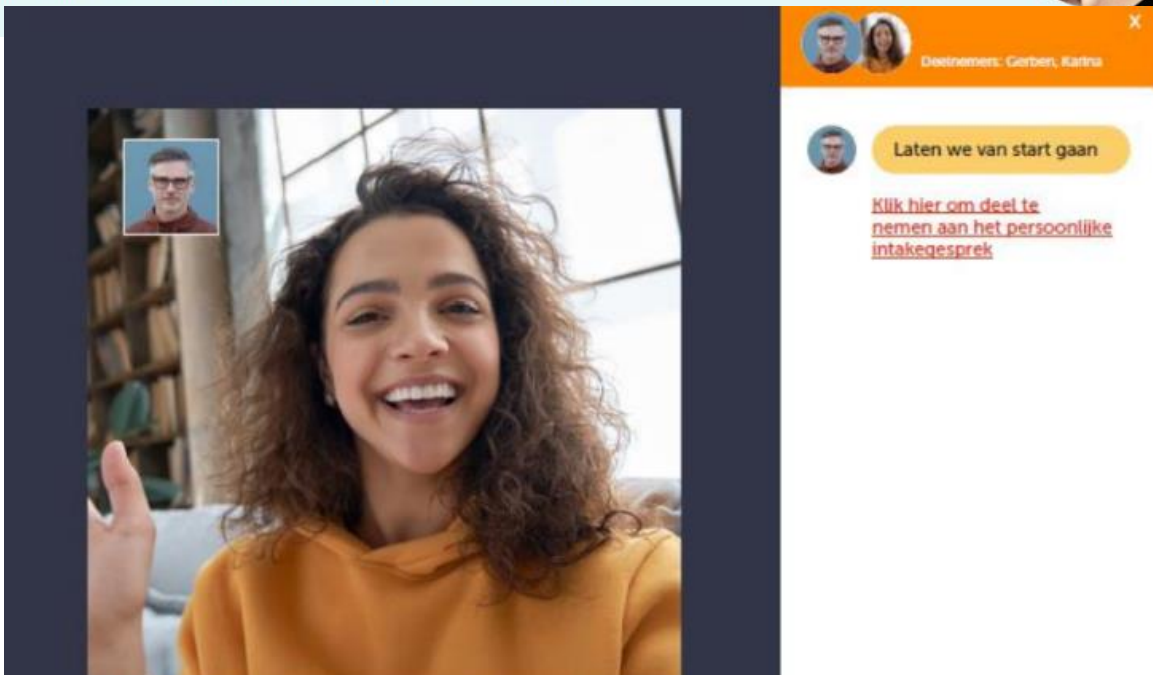 X
Deelnemers: Gerben, Karina
Laten we van start gaan
Klik hier om deel te
nemen aan het persoonlijke
intakegesprek